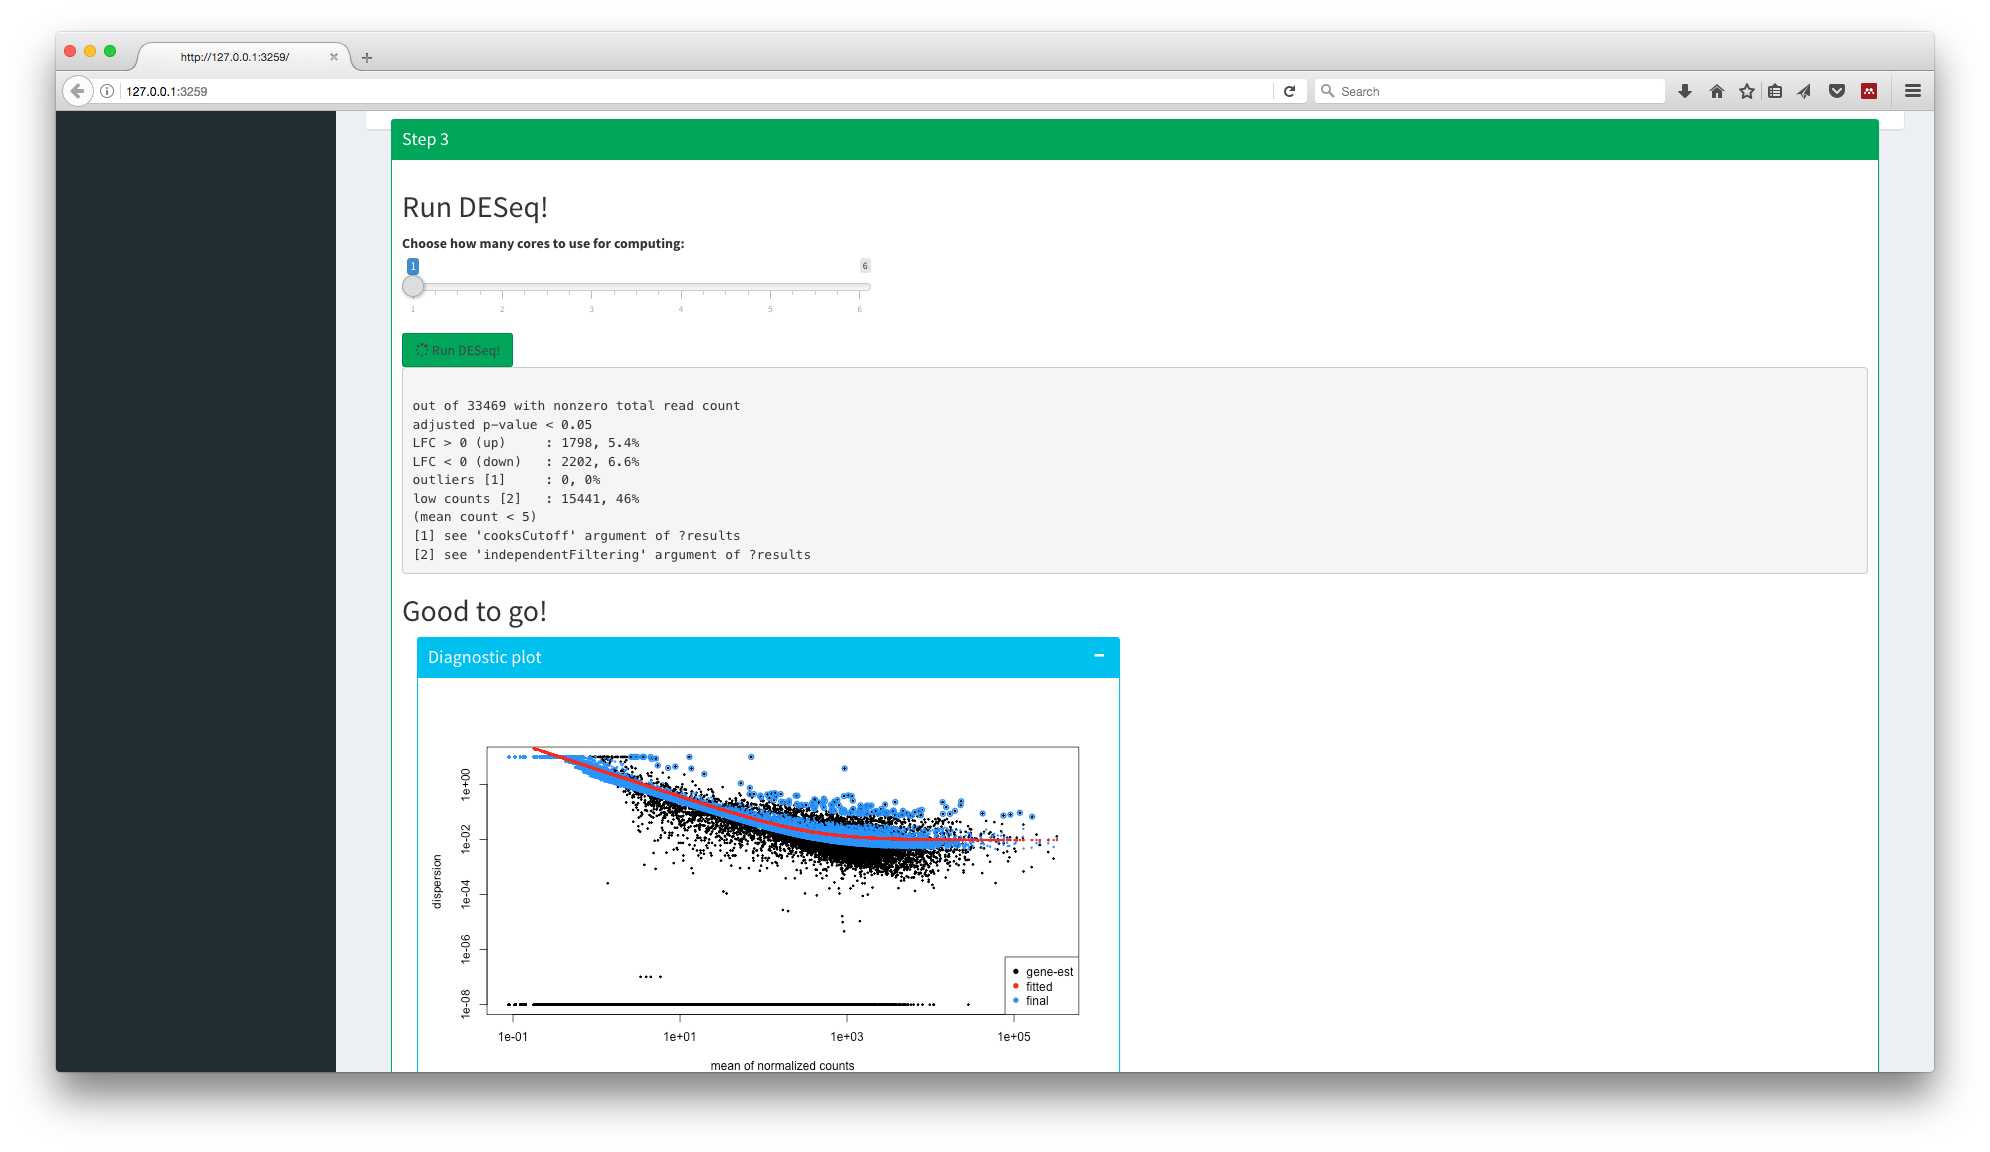 http://127.0.0.1:3259/
127.0.0.1:3259
Search
Step 3
Run DESeq!
Choose how many cores to use for computing:
1
6
1 2 3 4 5 6
Run DESeq!
out of 33469 with nonzero total read count
adjusted p-value < 0.05
LFC > 0 (up)     : 1798, 5.4%
LFC < 0 (down)   : 2202, 6.6%
outliers [1]     : 0, 0%
low counts [2]   : 15441, 46%
(mean count < 5)
[1] see 'cooksCutoff' argument of ?results
[2] see 'independentFiltering' argument of ?results
Good to go!
Diagnostic plot
dispersion
1e+00
1e-02
1e-04
1e-06
1e-08
gene-est
fitted
final
1e-01 1e+01 1e+03 1e+05
mean of normalized counts